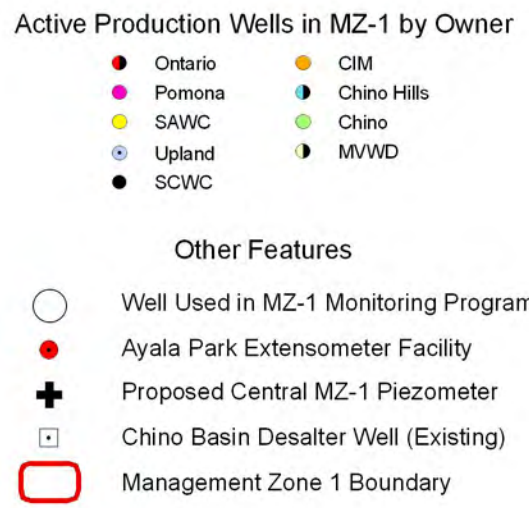 Active Production Wells in MZ-1 by Owner
Ontario
CIM
Pomona
Chino Hills
SAWC
Chino
Upland
MVWD
SCWC
Other Features
Well Used in MZ-1 Monitoring Program
Ayala Park Extensometer Facility
Proposed Central MZ-1 Piezometer
Chino Basin Desalter Well (Existing)
Management Zone 1 Boundary